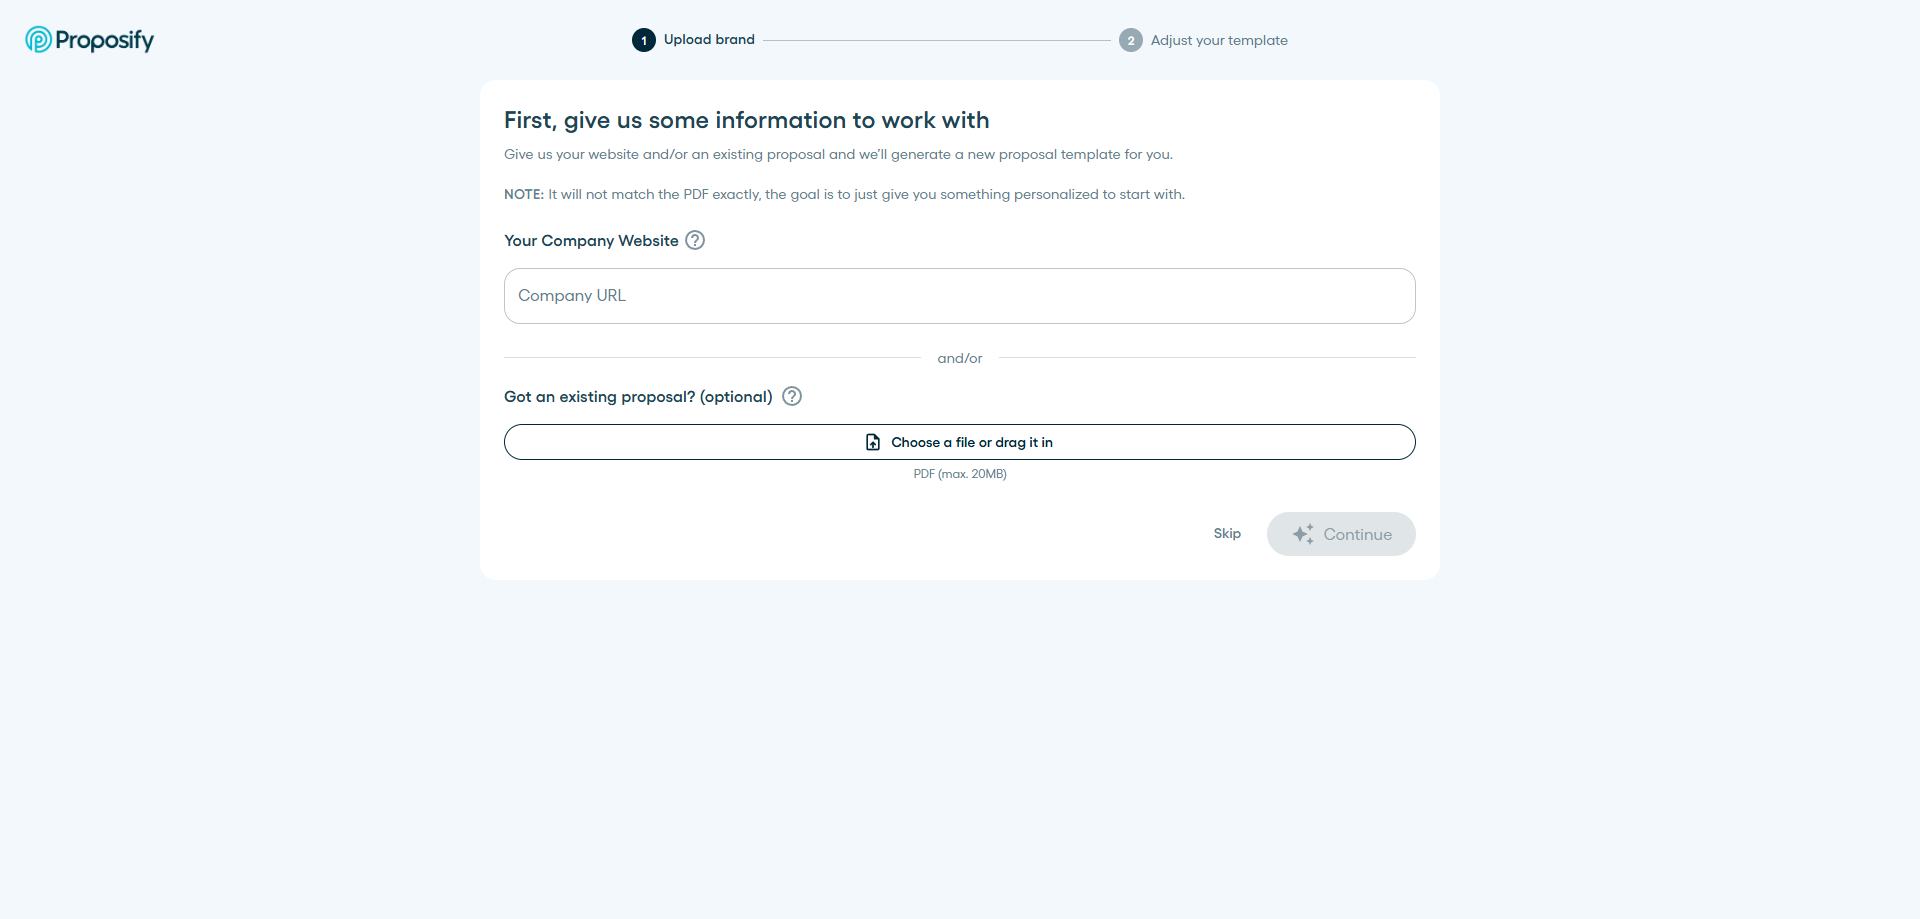 Proposify
1 Upload brand
2 Adjust your template
First, give us some information to work with
Give us your website and/or an existing proposal and we'll generate a new proposal template for you.
NOTE: It will not match the PDF exactly, the goal is to just give you something personalized to start with.
Your Company Website ?
Company URL
and/or
Got an existing proposal? (optional) ?
Choose a file or drag it in
PDF (max. 20MB)
Skip
Continue